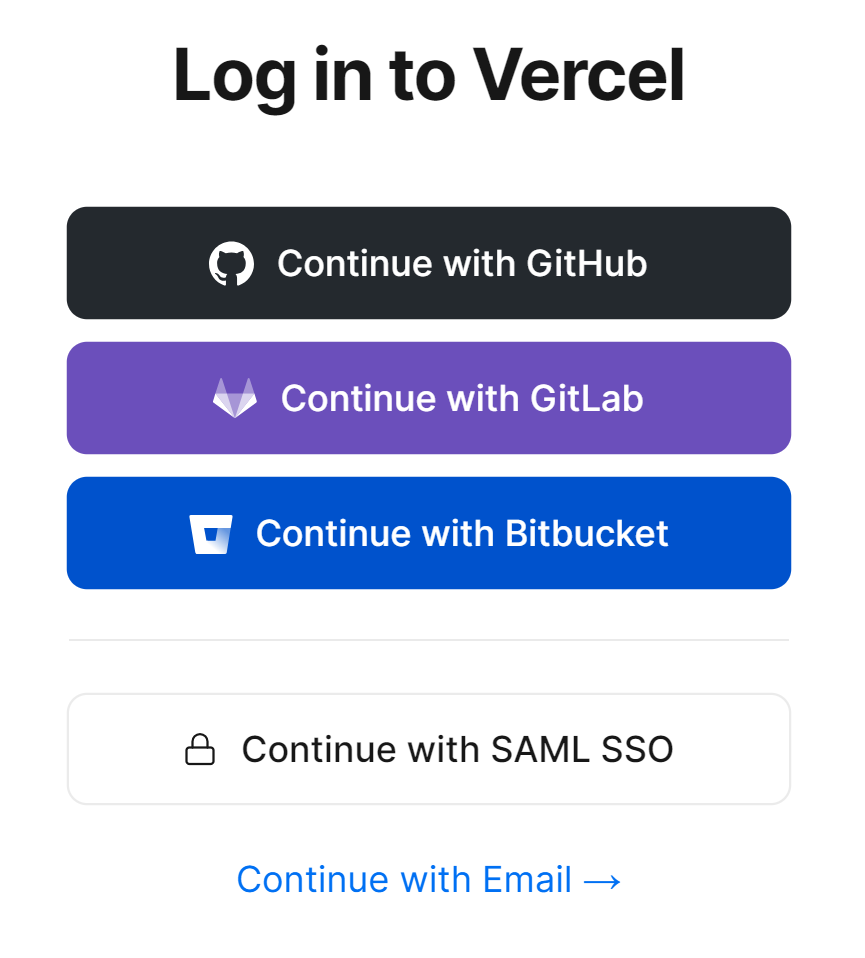 Log in to Vercel
Continue with GitHub
Continue with GitLab
Continue with Bitbucket
Continue with SAML SSO
Continue with Email →